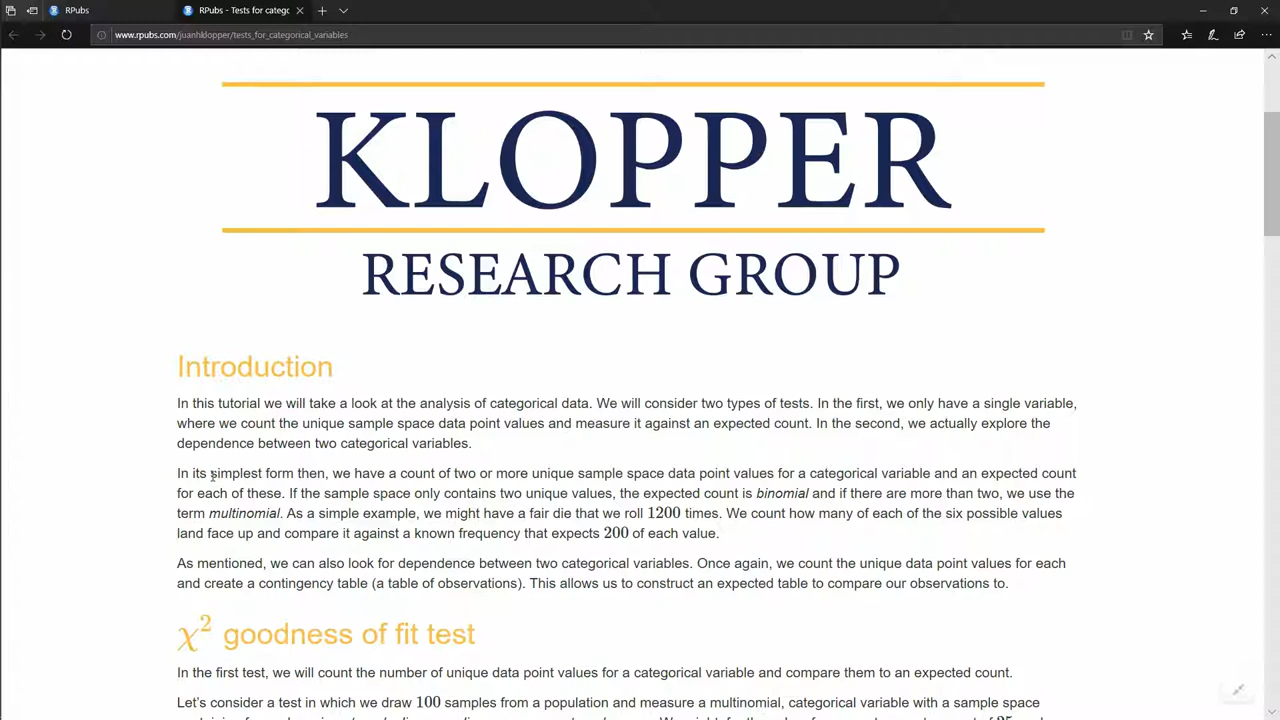 RPubs
RPubs - Tests for catego
www.rpubs.com/juanhklopper/tests_for_categorical_variables
KLOPPER
RESEARCH GROUP
Introduction
In this tutorial we will take a look at the analysis of categorical data. We will consider two types of tests. In the first, we only have a single variable,
where we count the unique sample space data point values and measure it against an expected count. In the second, we actually explore the
dependence between two categorical variables.
In its simplest form then, we have a count of two or more unique sample space data point values for a categorical variable and an expected count
for each of these. If the sample space only contains two unique values, the expected count is binomial and if there are more than two, we use the
term multinomial. As a simple example, we might have a fair die that we roll 1200 times. We count how many of each of the six possible values
land face up and compare it against a known frequency that expects 200 of each value.
As mentioned, we can also look for dependence between two categorical variables. Once again, we count the unique data point values for each
and create a contingency table (a table of observations). This allows us to construct an expected table to compare our observations to.
χ² goodness of fit test
In the first test, we will count the number of unique data point values for a categorical variable and compare them to an expected count.
Let's consider a test in which we draw 100 samples from a population and measure a multinomial, categorical variable with a sample space